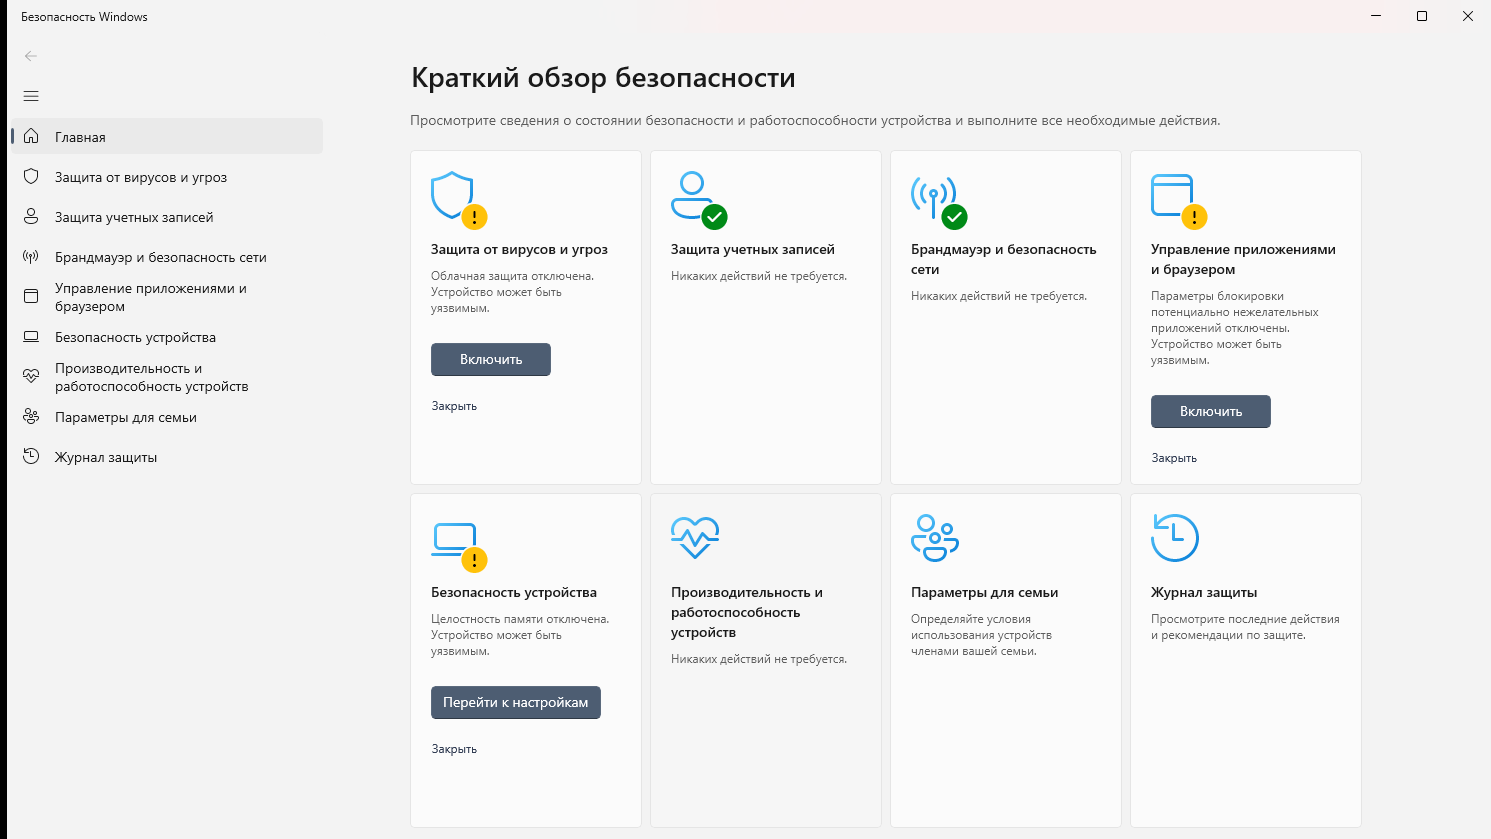 Безопасность Windows
Главная
Защита от вирусов и угроз
Защита учетных записей
Брандмауэр и безопасность сети
Управление приложениями и
браузером
Безопасность устройства
Производительность и
работоспособность устройств
Параметры для семьи
Журнал защиты
Краткий обзор безопасности
Просмотрите сведения о состоянии безопасности и работоспособности устройства и выполните все необходимые действия.
Защита от вирусов и угроз
Облачная защита отключена.
Устройство может быть
уязвимым.
Включить
Закрыть
Защита учетных записей
Никаких действий не требуется.
Брандмауэр и безопасность
сети
Никаких действий не требуется.
Управление приложениями
и браузером
Параметры блокировки
потенциально нежелательных
приложений отключены.
Устройство может быть
уязвимым.
Включить
Закрыть
Безопасность устройства
Целостность памяти отключена.
Устройство может быть
уязвимым.
Перейти к настройкам
Закрыть
Производительность и
работоспособность
устройств
Никаких действий не требуется.
Параметры для семьи
Определяйте условия
использования устройств
членами вашей семьи.
Журнал защиты
Просмотрите последние действия
и рекомендации по защите.